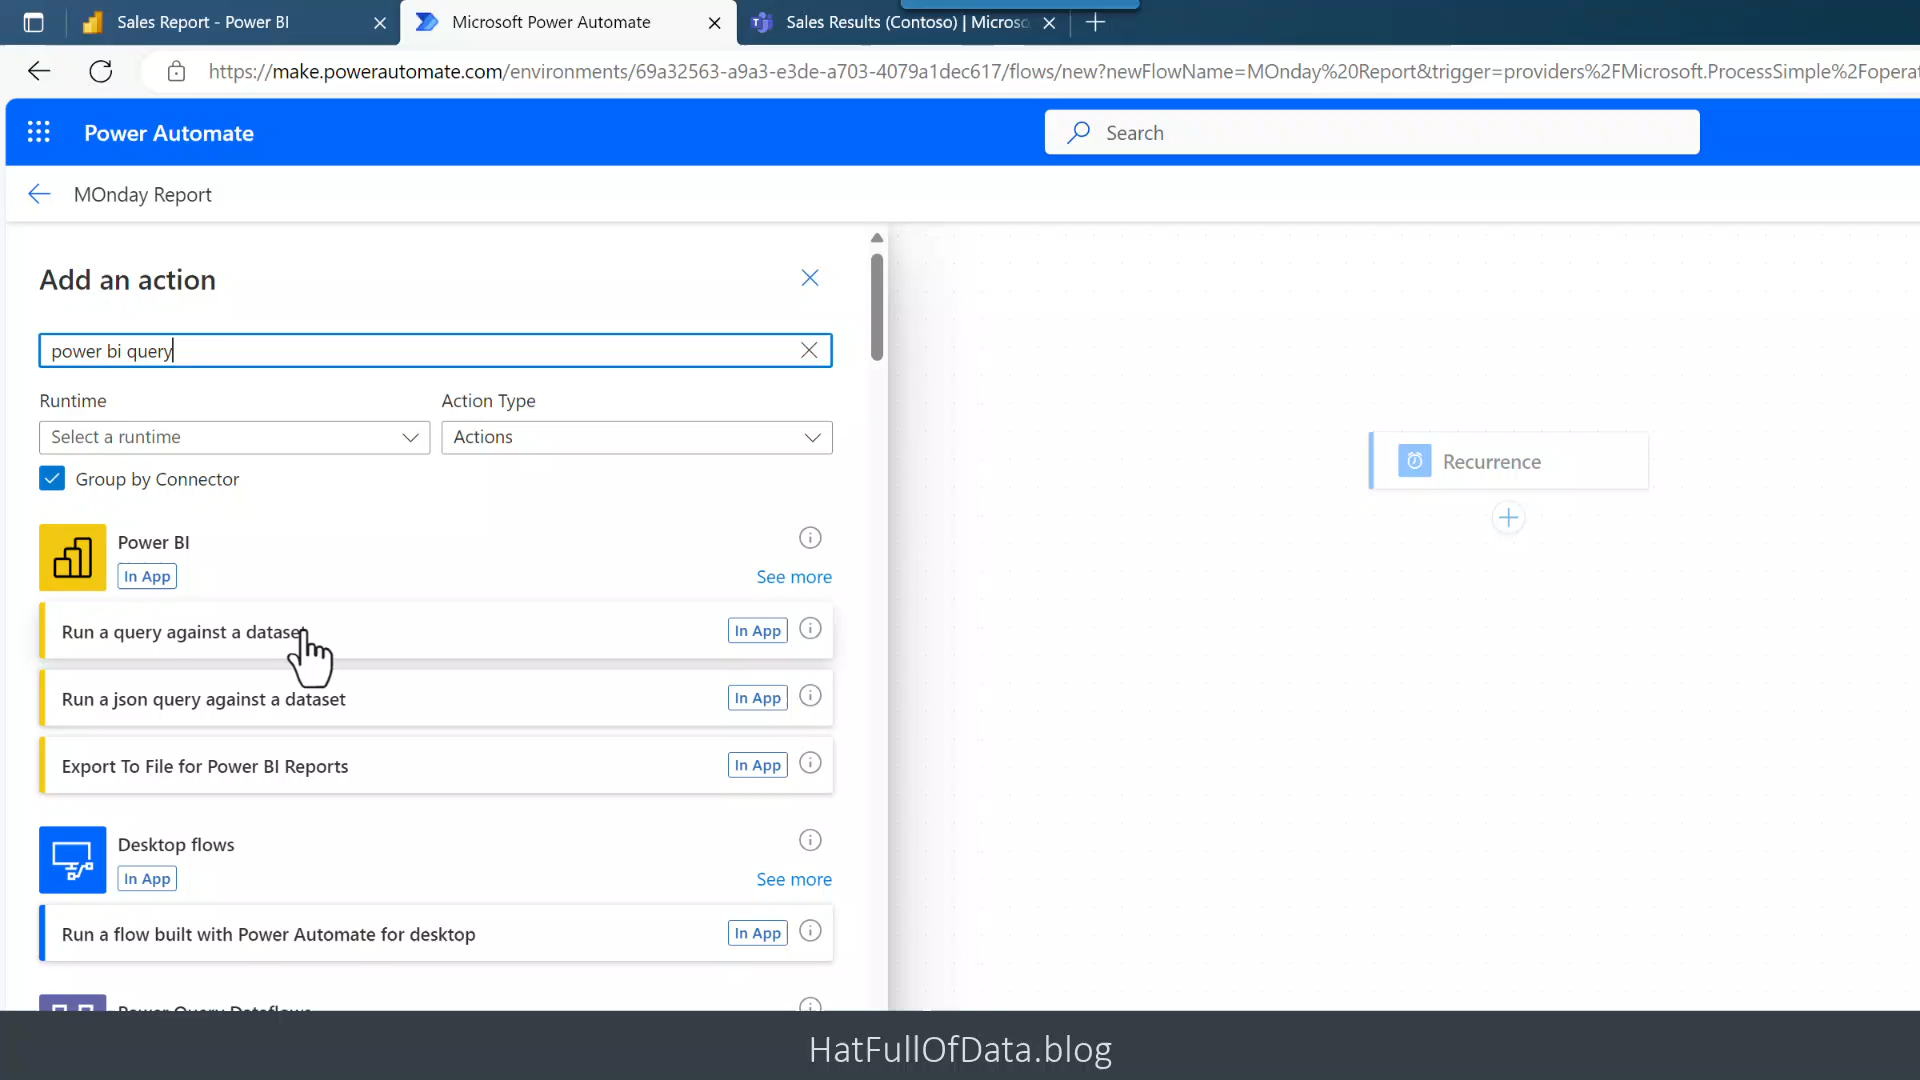 Sales Report - Power BI
Microsoft Power Automate
Sales Results (Contoso) | Microso
https://make.powerautomate.com/environments/69a32563-a9a3-e3de-a703-4079a1dec617/flows/new?newFlowName=MOnday%20Report&trigger=providers%2FMicrosoft.ProcessSimple%2Fopera
Power Automate
Search
MOnday Report
Add an action
power bi query
Runtime
Action Type
Select a runtime
Actions
Group by Connector
Power BI
In App
See more
Run a query against a dataset
In App
Run a json query against a dataset
In App
Export To File for Power BI Reports
In App
Desktop flows
In App
See more
Run a flow built with Power Automate for desktop
In App
Power Query Dataflows
Recurrence
HatFullOfData.blog